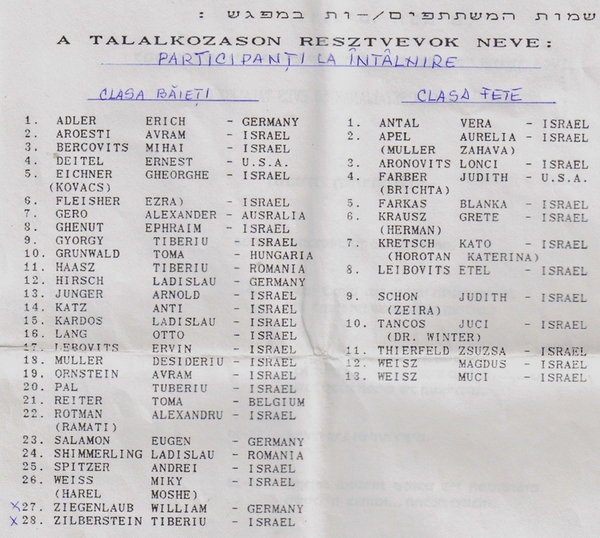 שמות המשתתפים/-ות במפגש :
A TALALKOZASON RESZTVEVOK NEVE:
PARTICIPANȚI LA ÎNTÂLNIRE
CLASA BĂIEȚI
1. ADLER ERICH - GERMANY
2. AROESTI AVRAM - ISRAEL
3. BERCOVITS MIHAI - ISRAEL
4. DEITEL ERNEST - U.S.A.
5. EICHNER GHEORGHE - ISRAEL
(KOVACS)
6. FLEISHER EZRA) - ISRAEL
7. GERO ALEXANDER - AUSRALIA
8. GHENUT EPHRAIM - ISRAEL
9. GYORGY TIBERIU - ISRAEL
10. GRUNWALD TOMA - HUNGARIA
11. HAASZ TIBERIU - ROMANIA
12. HIRSCH LADISLAU - GERMANY
13. JUNGER ARNOLD - ISRAEL
14. KATZ ANTI - ISRAEL
15. KARDOS LADISLAU - ISRAEL
16. LANG OTTO - ISRAEL
17. LEBOVITS ERVIN - ISRAEL
18. MULLER DESIDERIU - ISRAEL
19. ORNSTEIN AVRAM - ISRAEL
20. PAL TUBERIU - ISRAEL
21. REITER TOMA - BELGIUM
22. ROTMAN ALEXANDRU - ISRAEL
(RAMATI)
23. SALAMON EUGEN - GERMANY
24. SHIMMERLING LADISLAU - ROMANIA
25. SPITZER ANDREI - ISRAEL
26. WEISS MIKY - ISRAEL
(HAREL MOSHE)
x27. ZIEGENLAUB WILLIAM - GERMANY
x28. ZILBERSTEIN TIBERIU - ISRAEL
CLASA FETE
1. ANTAL VERA - ISRAEL
2. APEL AURELIA - ISRAEL
(MULLER ZAHAVA)
3. ARONOVITS LONCI - ISRAEL
4. FARBER JUDITH - U.S.A.
(BRICHTA)
5. FARKAS BLANKA - ISRAEL
6. KRAUSZ GRETE - ISRAEL
(HERMAN)
7. KRETSCH KATO - ISRAEL
(HOROTAN KATERINA)
8. LEIBOVITS ETEL - ISRAEL
9. SCHON JUDITH - ISRAEL
(ZEIRA)
10. TANCOS JUCI - ISRAEL
(DR. WINTER)
11. THIERFELD ZSUZSA - ISRAEL
12. WEISZ MAGDUS - ISRAEL
13. WEISZ MUCI - ISRAEL